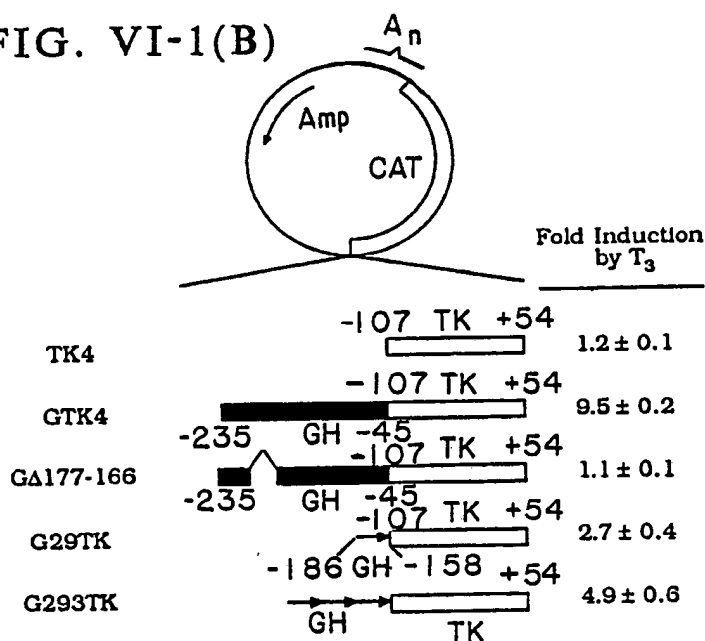 FIG. VI-1(B)
An
Amp
CAT
Fold Induction
by T3
-107 TK +54
TK4
1.2 ± 0.1
-107 TK +54
GTK4
9.5 ± 0.2
-235 GH -45
-107 TK +54
GΔ177-166
1.1 ± 0.1
-235 GH -45
-107 TK +54
G29TK
2.7 ± 0.4
-186 GH -158
+54
G293TK
4.9 ± 0.6
GH
TK